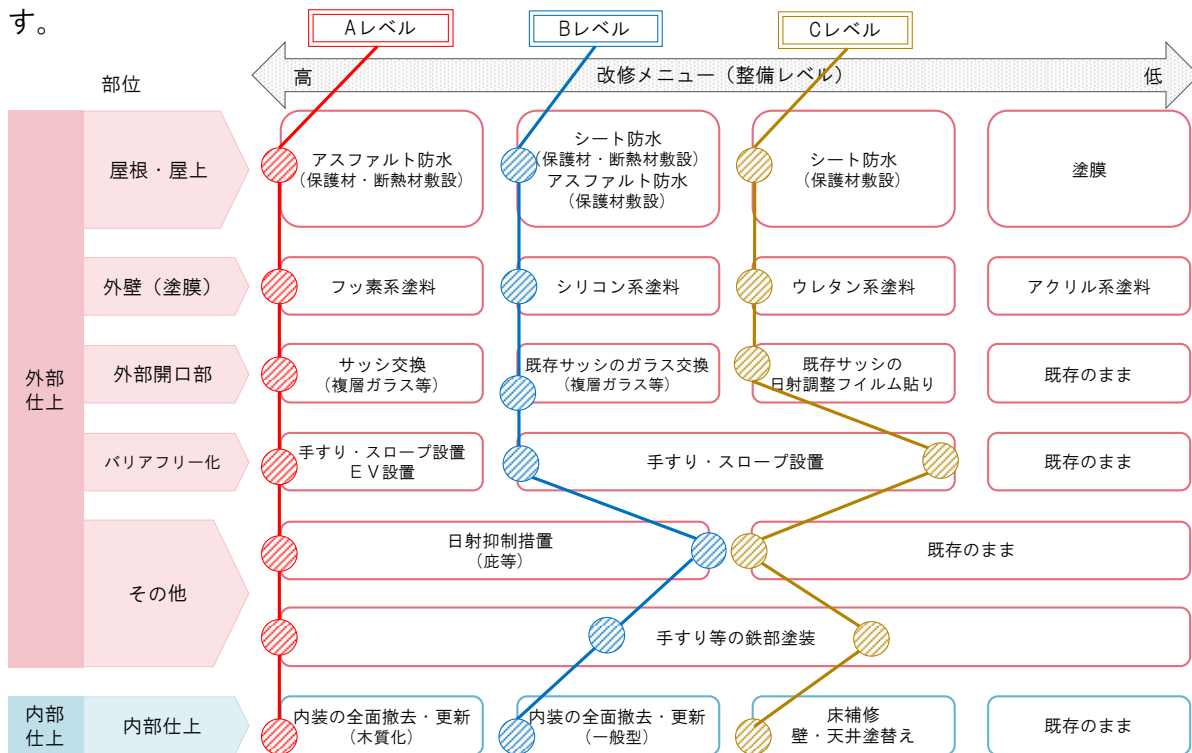 す。
Aレベル
Bレベル
Cレベル
部位
高
改修メニュー（整備レベル）
低
外部
仕上
屋根・屋上
アスファルト防水
（保護材・断熱材敷設）
シート防水
（保護材・断熱材敷設）
アスファルト防水
（保護材敷設）
シート防水
（保護材敷設）
塗膜
外壁（塗膜）
フッ素系塗料
シリコン系塗料
ウレタン系塗料
アクリル系塗料
外部開口部
サッシ交換
（複層ガラス等）
既存サッシのガラス交換
（複層ガラス等）
既存サッシの
日射調整フイルム貼り
既存のまま
バリアフリー化
手すり・スロープ設置
ＥＶ設置
手すり・スロープ設置
既存のまま
その他
日射抑制措置
（庇等）
既存のまま
手すり等の鉄部塗装
内部
仕上
内部仕上
内装の全面撤去・更新
（木質化）
内装の全面撤去・更新
（一般型）
床補修
壁・天井塗替え
既存のまま